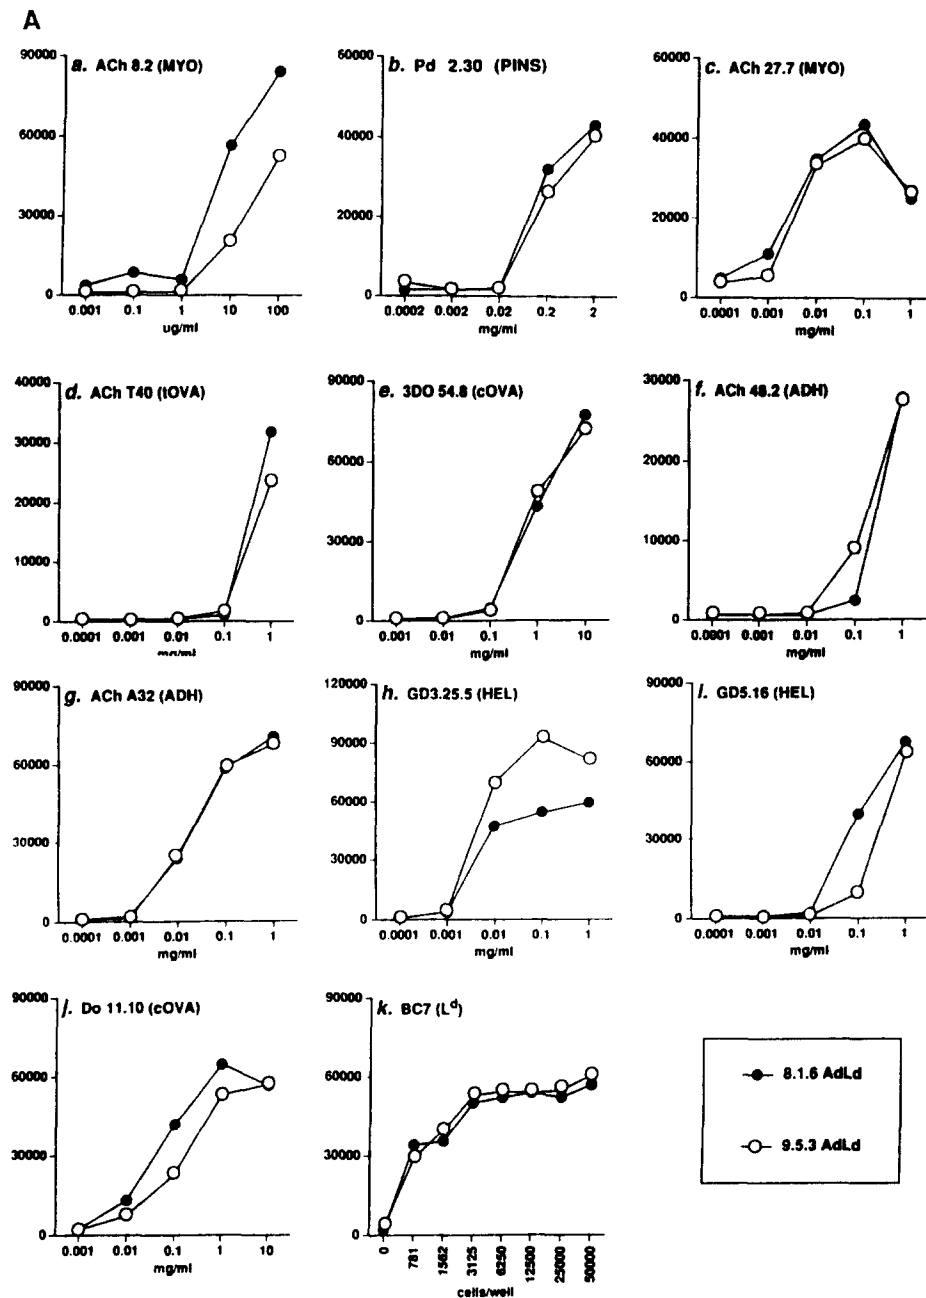 A
a. ACh 8.2 (MYO)
90000
60000
30000
0
0.001 0.1 1 10 100
ug/ml
b. Pd 2.30 (PINS)
60000
40000
20000
0
0.0002 0.002 0.02 0.2 2
mg/ml
c. ACh 27.7 (MYO)
60000
40000
20000
0
0.0001 0.001 0.01 0.1 1
mg/ml
d. ACh T40 (tOVA)
40000
30000
20000
10000
0
0.0001 0.001 0.01 0.1 1
mg/ml
e. 3DO 54.8 (cOVA)
90000
60000
30000
0
0.001 0.01 0.1 1 10
mg/ml
f. ACh 48.2 (ADH)
30000
20000
10000
0
0.0001 0.001 0.01 0.1 1
mg/ml
g. ACh A32 (ADH)
90000
60000
30000
0
0.0001 0.001 0.01 0.1 1
mg/ml
h. GD3.25.5 (HEL)
120000
90000
60000
30000
0
0.0001 0.001 0.01 0.1 1
mg/ml
i. GD5.16 (HEL)
90000
60000
30000
0
0.0001 0.001 0.01 0.1 1
mg/ml
j. Do 11.10 (cOVA)
90000
60000
30000
0
0.001 0.01 0.1 1 10
mg/ml
k. BC7 (Lᵈ)
90000
60000
30000
0
0 781 1562 3125 6250 12500 25000 50000
cells/well
8.1.6 AdLd
9.5.3 AdLd